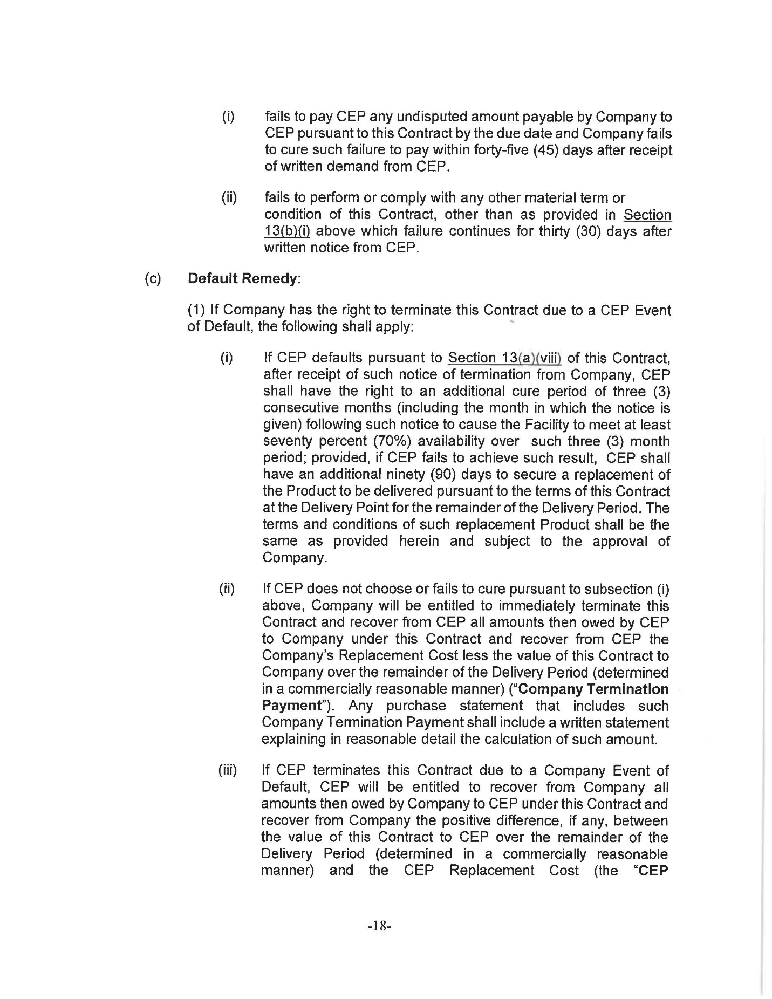 (i) fails to pay CEP any undisputed amount payable by Company to
CEP pursuant to this Contract by the due date and Company fails
to cure such failure to pay within forty-five (45) days after receipt
of written demand from CEP.
(ii) fails to perform or comply with any other material term or
condition of this Contract, other than as provided in Section
13(b)(i) above which failure continues for thirty (30) days after
written notice from CEP.
(c) Default Remedy:
(1) If Company has the right to terminate this Contract due to a CEP Event
of Default, the following shall apply:
(i) If CEP defaults pursuant to Section 13(a)(viii) of this Contract,
after receipt of such notice of termination from Company, CEP
shall have the right to an additional cure period of three (3)
consecutive months (including the month in which the notice is
given) following such notice to cause the Facility to meet at least
seventy percent (70%) availability over such three (3) month
period; provided, if CEP fails to achieve such result, CEP shall
have an additional ninety (90) days to secure a replacement of
the Product to be delivered pursuant to the terms of this Contract
at the Delivery Point for the remainder of the Delivery Period. The
terms and conditions of such replacement Product shall be the
same as provided herein and subject to the approval of
Company.
(ii) If CEP does not choose or fails to cure pursuant to subsection (i)
above, Company will be entitled to immediately terminate this
Contract and recover from CEP all amounts then owed by CEP
to Company under this Contract and recover from CEP the
Company's Replacement Cost less the value of this Contract to
Company over the remainder of the Delivery Period (determined
in a commercially reasonable manner) (“Company Termination
Payment”). Any purchase statement that includes such
Company Termination Payment shall include a written statement
explaining in reasonable detail the calculation of such amount.
(iii) If CEP terminates this Contract due to a Company Event of
Default, CEP will be entitled to recover from Company all
amounts then owed by Company to CEP under this Contract and
recover from Company the positive difference, if any, between
the value of this Contract to CEP over the remainder of the
Delivery Period (determined in a commercially reasonable
manner) and the CEP Replacement Cost (the “CEP
-18-